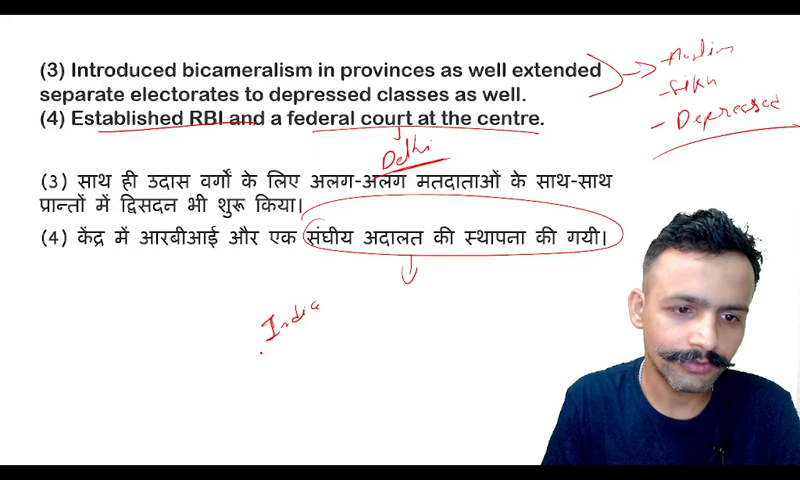 (3) Introduced bicameralism in provinces as well extended
separate electorates to depressed classes as well.
(4) Established RBI and a federal court at the centre.
- Muslim
- Sikh
- Depressed
Delhi
(3) साथ ही उदास वर्गों के लिए अलग-अलग मतदाताओं के साथ-साथ
प्रान्तों में द्विसदन भी शुरू किया।
(4) केंद्र में आरबीआई और एक संघीय अदालत की स्थापना की गयी।
India